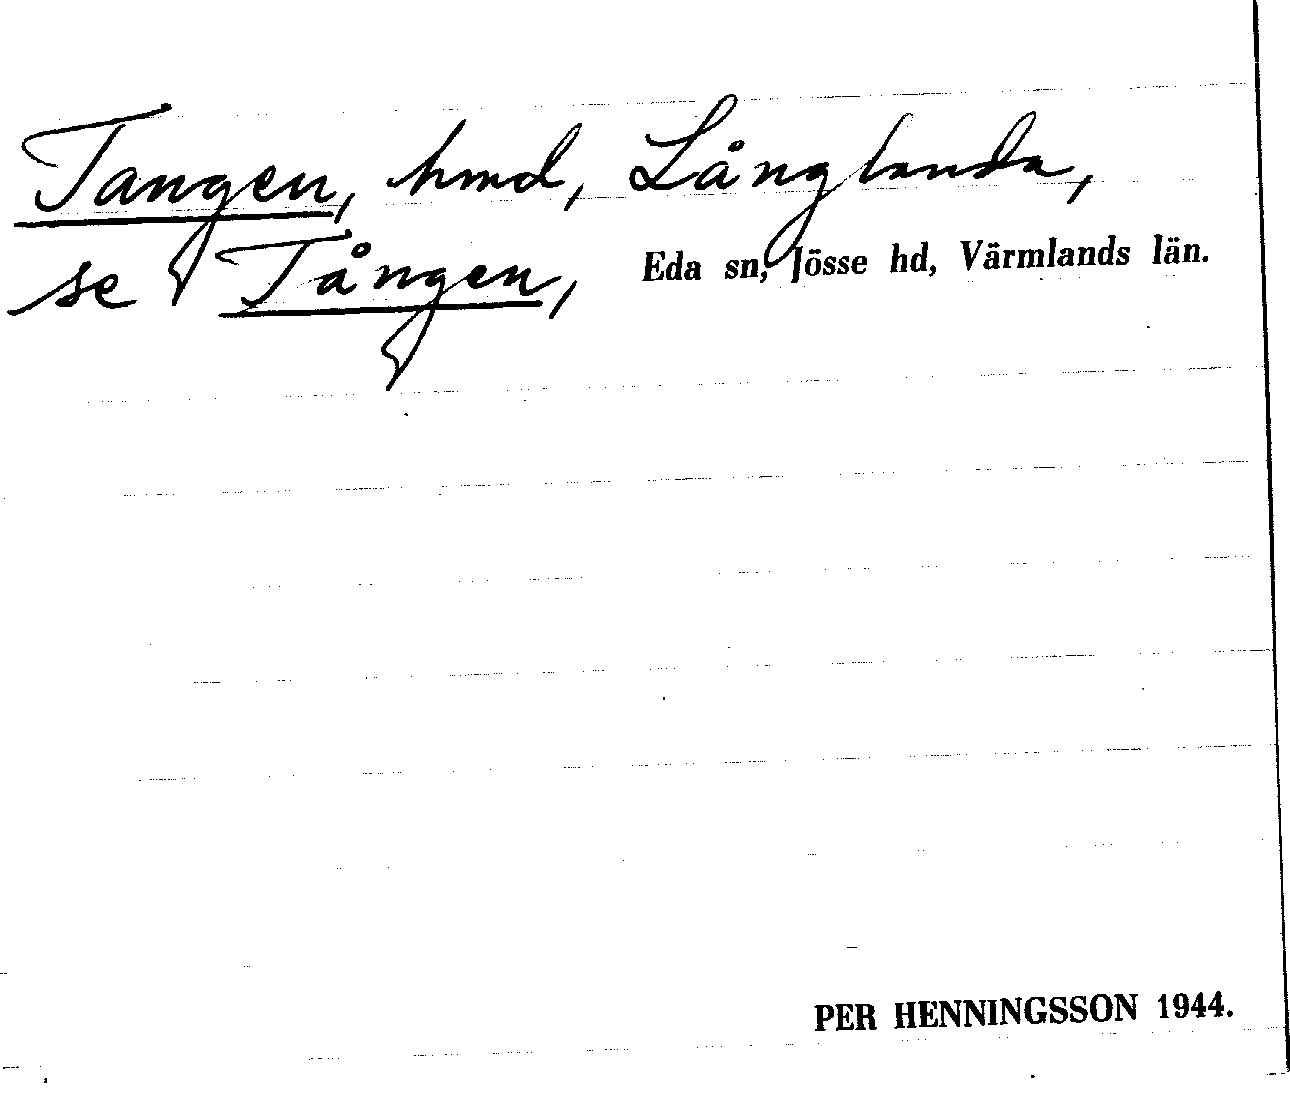 Tangen, hmd, Långlanda,
se Tången, Eda sn, Jösse hd, Värmlands län.
PER HENNINGSSON 1944.